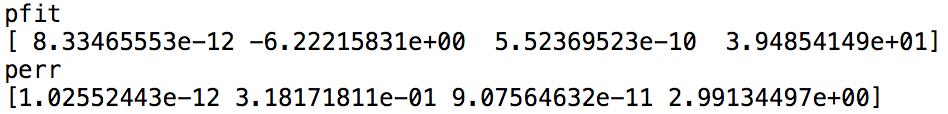 pfit
[ 8.33465553e-12 -6.22215831e+00  5.52369523e-10  3.94854149e+01]
perr
[1.02552443e-12 3.18171811e-01 9.07564632e-11 2.99134497e+00]